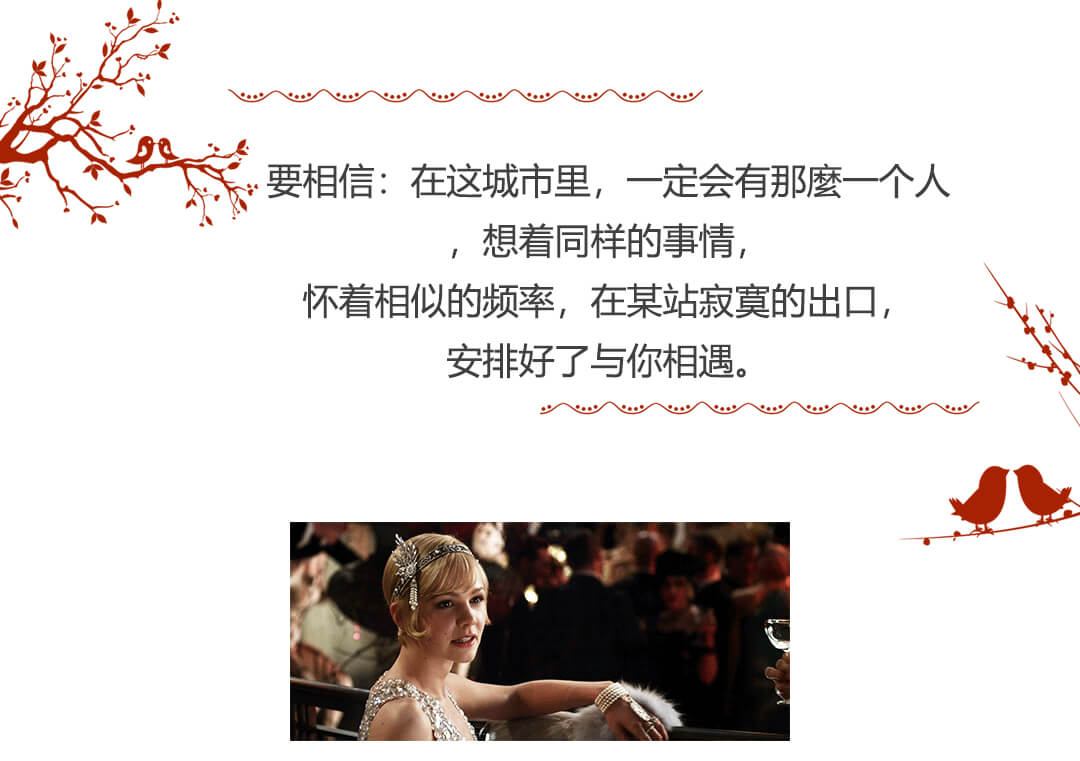 要相信：在这城市里，一定会有那麼一个人
，想着同样的事情，
怀着相似的频率，在某站寂寞的出口，
安排好了与你相遇。